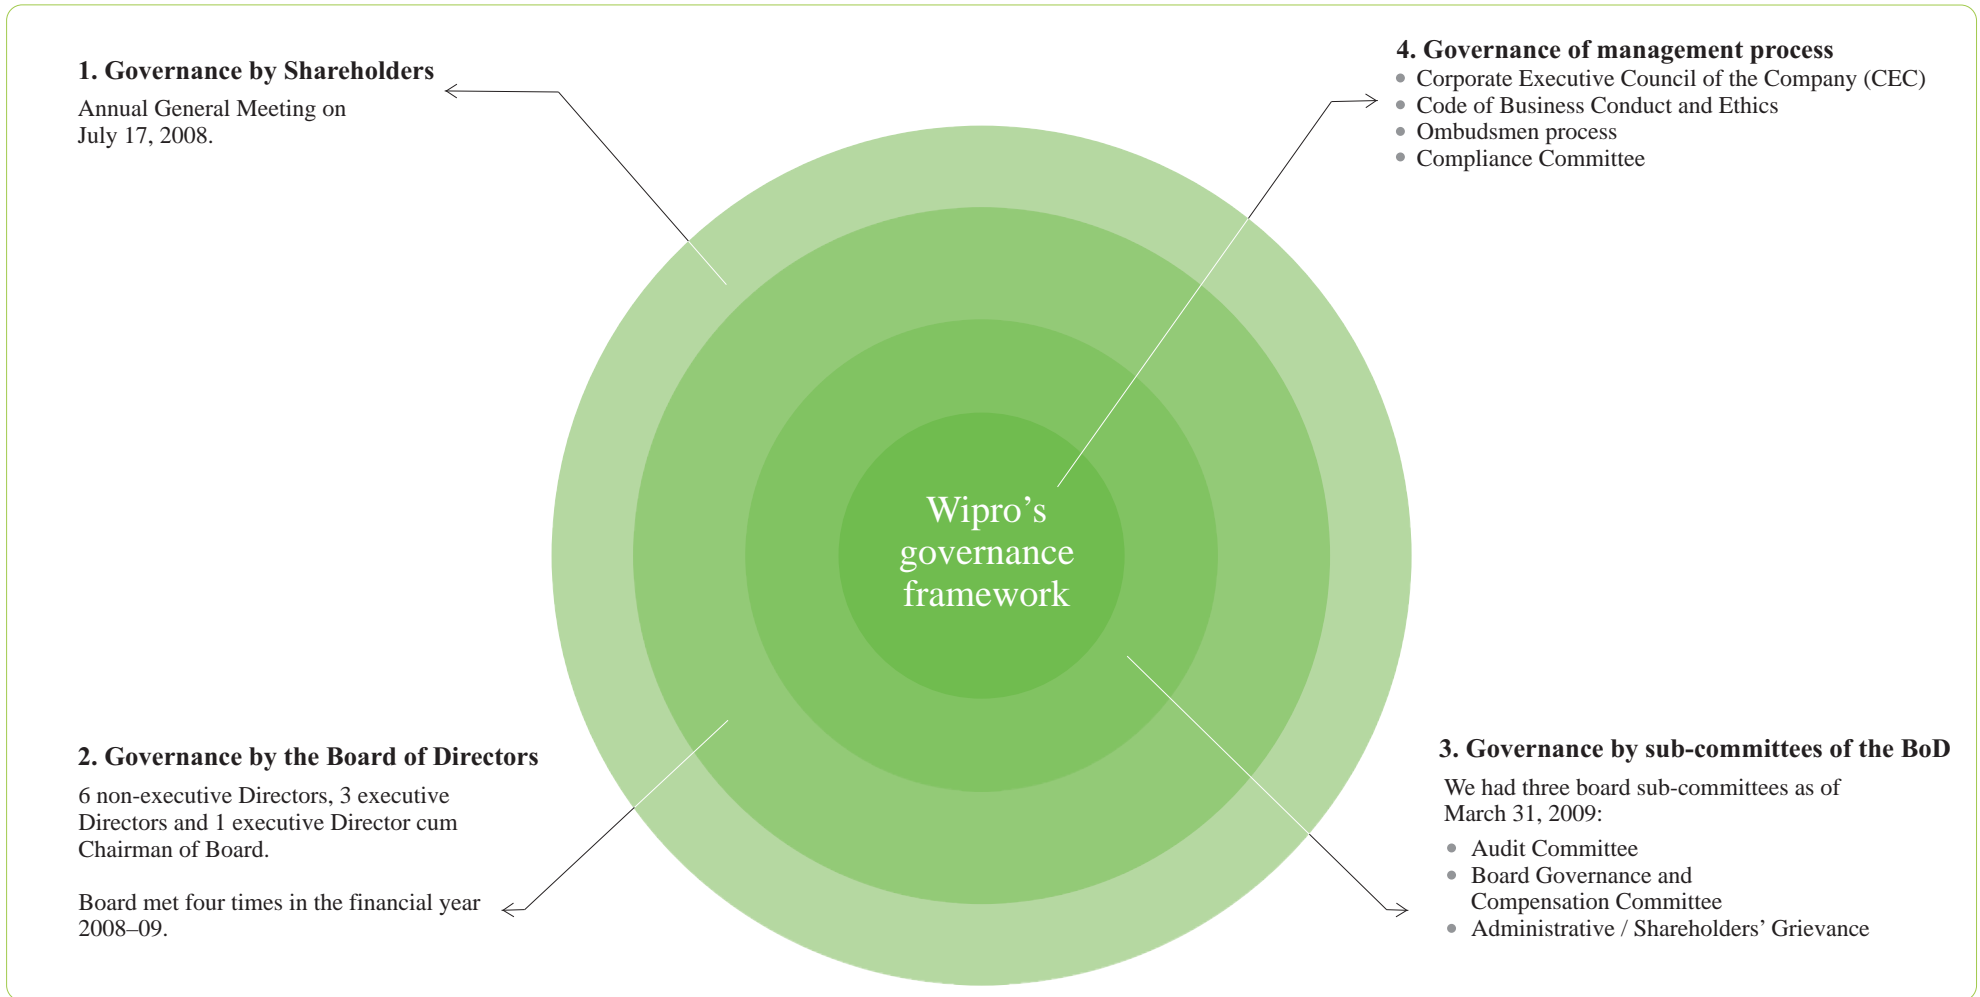 1. Governance by Shareholders
Annual General Meeting on
July 17, 2008.
4. Governance of management process
• Corporate Executive Council of the Company (CEC)
• Code of Business Conduct and Ethics
• Ombudsmen process
• Compliance Committee
Wipro’s
governance
framework
2. Governance by the Board of Directors
6 non-executive Directors, 3 executive
Directors and 1 executive Director cum
Chairman of Board.
Board met four times in the financial year
2008–09.
3. Governance by sub-committees of the BoD
We had three board sub-committees as of
March 31, 2009:
• Audit Committee
• Board Governance and
Compensation Committee
• Administrative / Shareholders’ Grievance